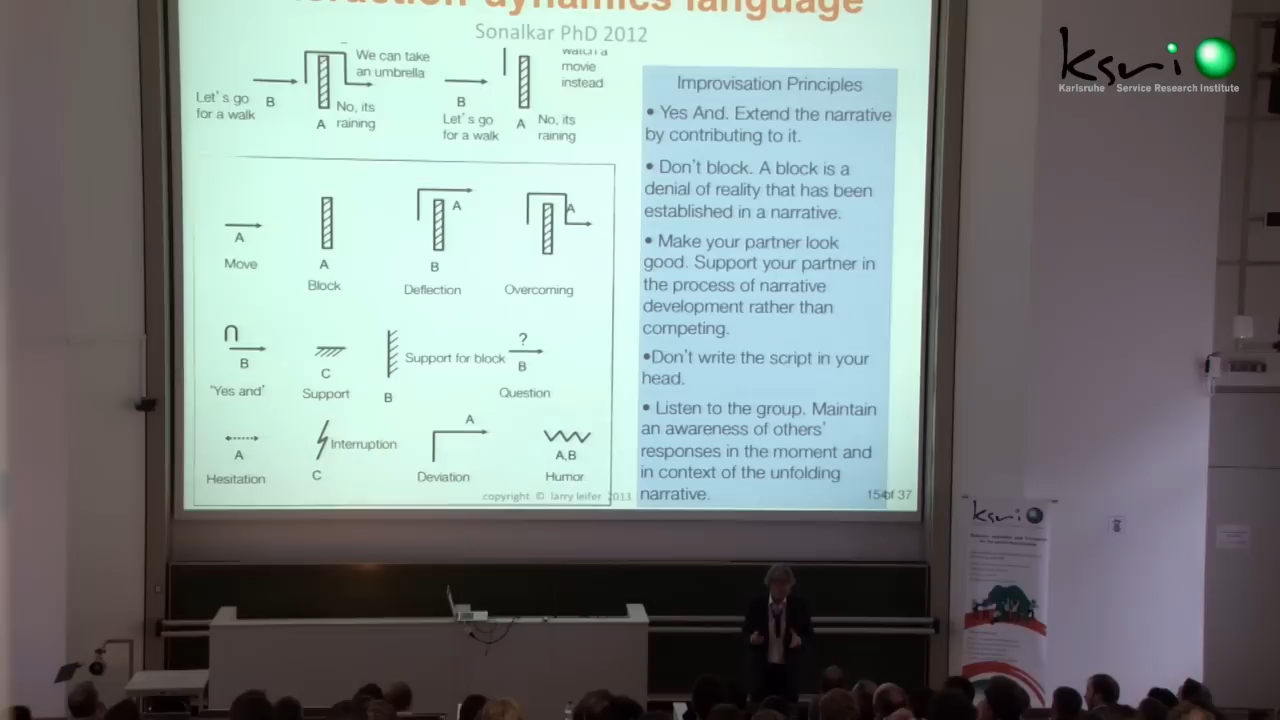 dynamics language
Sonalkar PhD 2012
We can take
an umbrella
Let's go
for a walk
B
A
No, its
raining
B
Let's go
for a walk
A
No, its
raining
watch a
movie
instead
A
Move
A
Block
A
B
Deflection
A
Overcoming
B
'Yes and'
C
Support
Support for block
B
?
B
Question
A
Hesitation
Interruption
C
A
Deviation
A,B
Humor
copyright © larry leifer 2013
Improvisation Principles
• Yes And. Extend the narrative
by contributing to it.
• Don't block. A block is a
denial of reality that has been
established in a narrative.
• Make your partner look
good. Support your partner in
the process of narrative
development rather than
competing.
•Don't write the script in your
head.
• Listen to the group. Maintain
an awareness of others'
responses in the moment and
in context of the unfolding
narrative.
of 37
ksri
Karlsruhe Service Research Institute
ksri